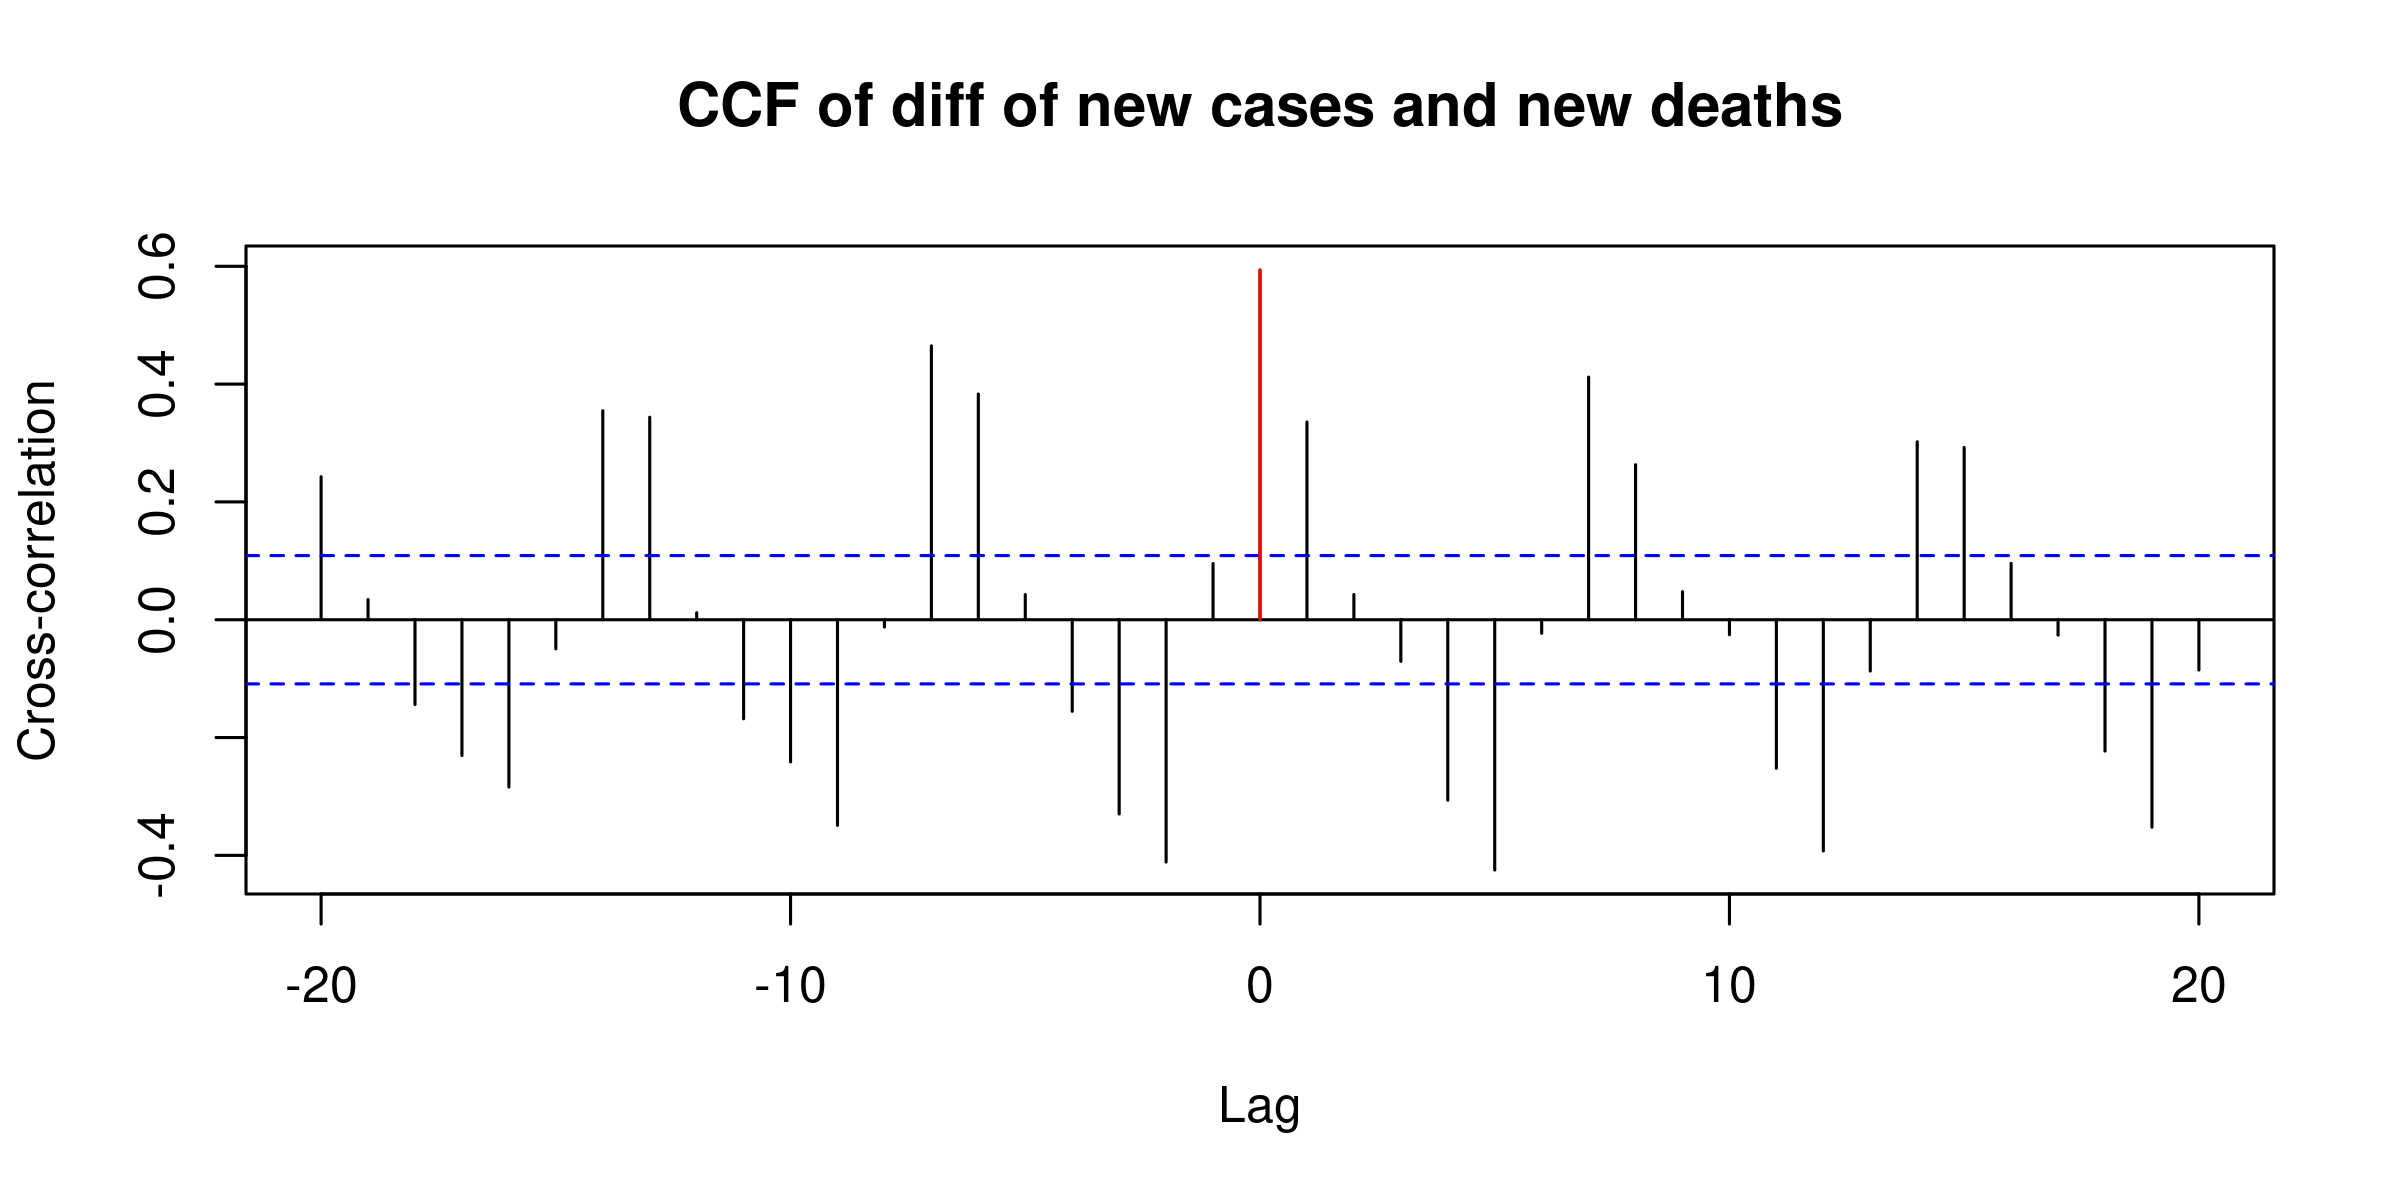 CCF of diff of new cases and new deaths
Cross-correlation
0.6
0.4
0.2
0.0
-0.4
-20 -10 0 10 20
Lag